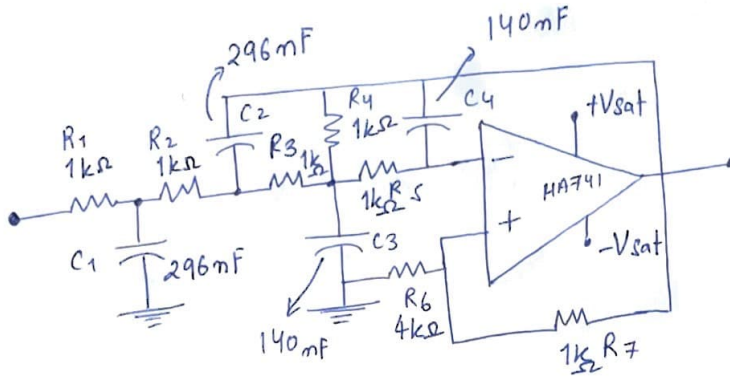 296nF
140nF
C2
R4
1kΩ
C4
+Vsat
R1
1kΩ
R2
1kΩ
R3 1kΩ
1kΩ R5
-
HA741
+
C1
296nF
C3
-Vsat
R6
4kΩ
140nF
1kΩ R7